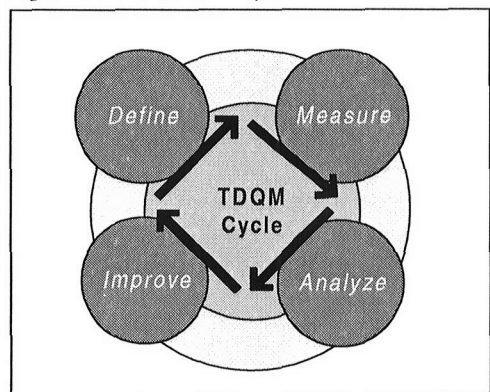 Define
Measure
TDQM
Cycle
Improve
Analyze